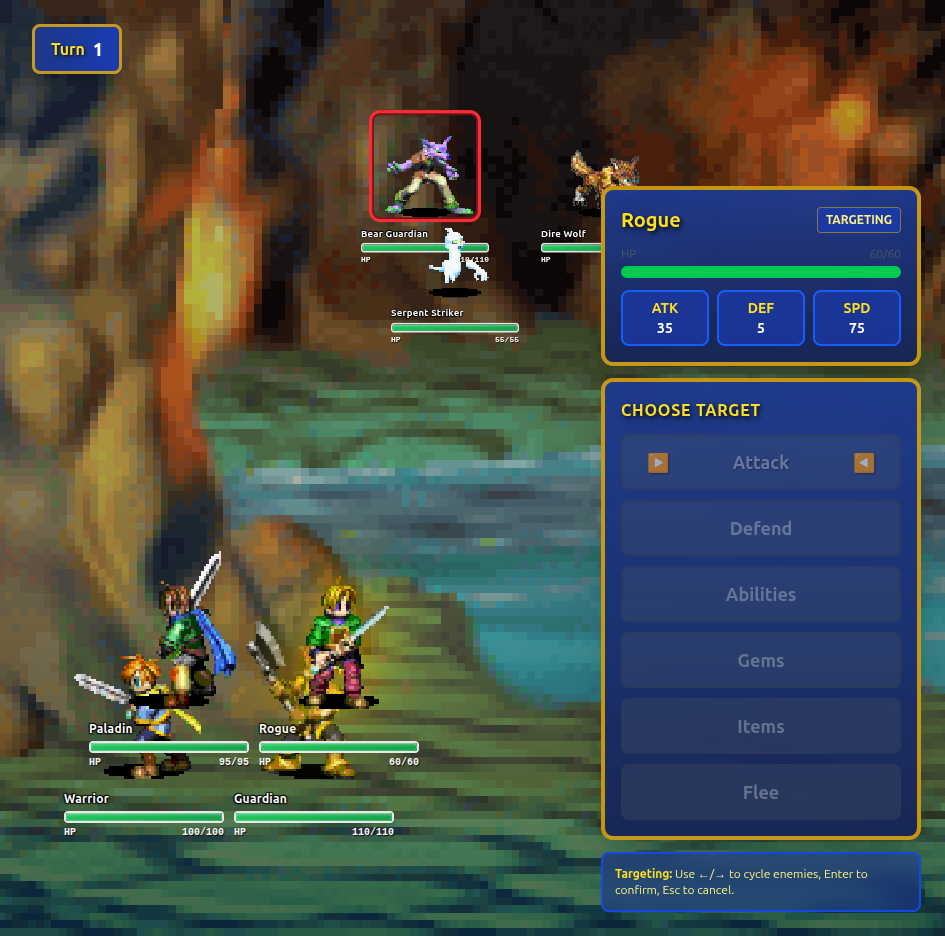 Turn 1
Bear Guardian
HP
Dire Wolf
HP
Serpent Striker
HP 55/55
Rogue
TARGETING
HP 60/60
ATK
35
DEF
5
SPD
75
CHOOSE TARGET
Attack
Defend
Abilities
Gems
Items
Flee
Targeting: Use ←/→ to cycle enemies, Enter to
confirm, Esc to cancel.
Paladin
HP 95/95
Rogue
HP 60/60
Warrior
HP 100/100
Guardian
HP 110/110